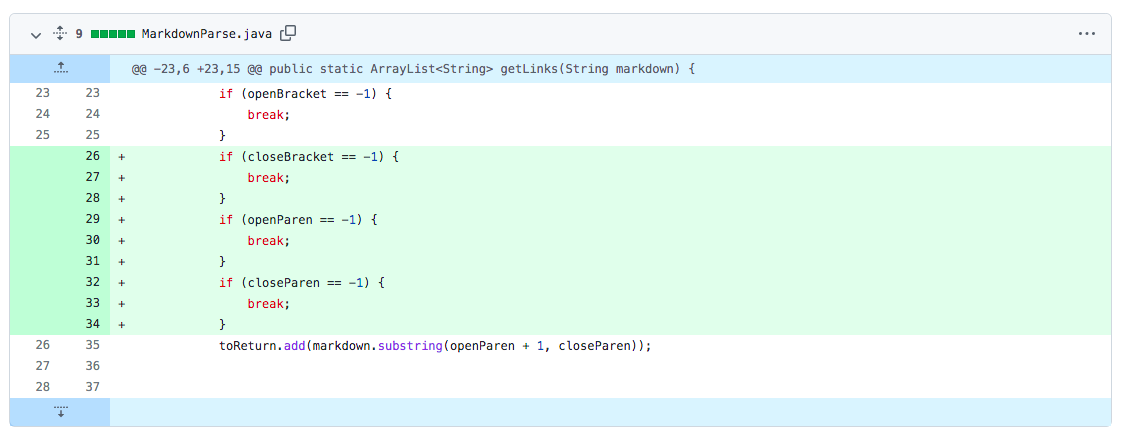 9 MarkdownParse.java
@@ -23,6 +23,15 @@ public static ArrayList<String> getLinks(String markdown) {
23 23 if (openBracket == -1) {
24 24 break;
25 25 }
26 + if (closeBracket == -1) {
27 + break;
28 + }
29 + if (openParen == -1) {
30 + break;
31 + }
32 + if (closeParen == -1) {
33 + break;
34 + }
26 35 toReturn.add(markdown.substring(openParen + 1, closeParen));
27 36
28 37